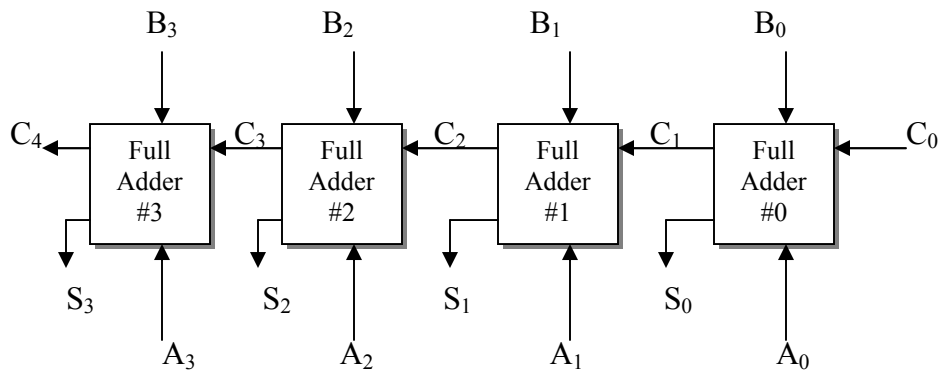 B₃ B₂ B₁ B₀
C₄ Full Adder #3 C₃ Full Adder #2 C₂ Full Adder #1 C₁ Full Adder #0 C₀
S₃ S₂ S₁ S₀
A₃ A₂ A₁ A₀